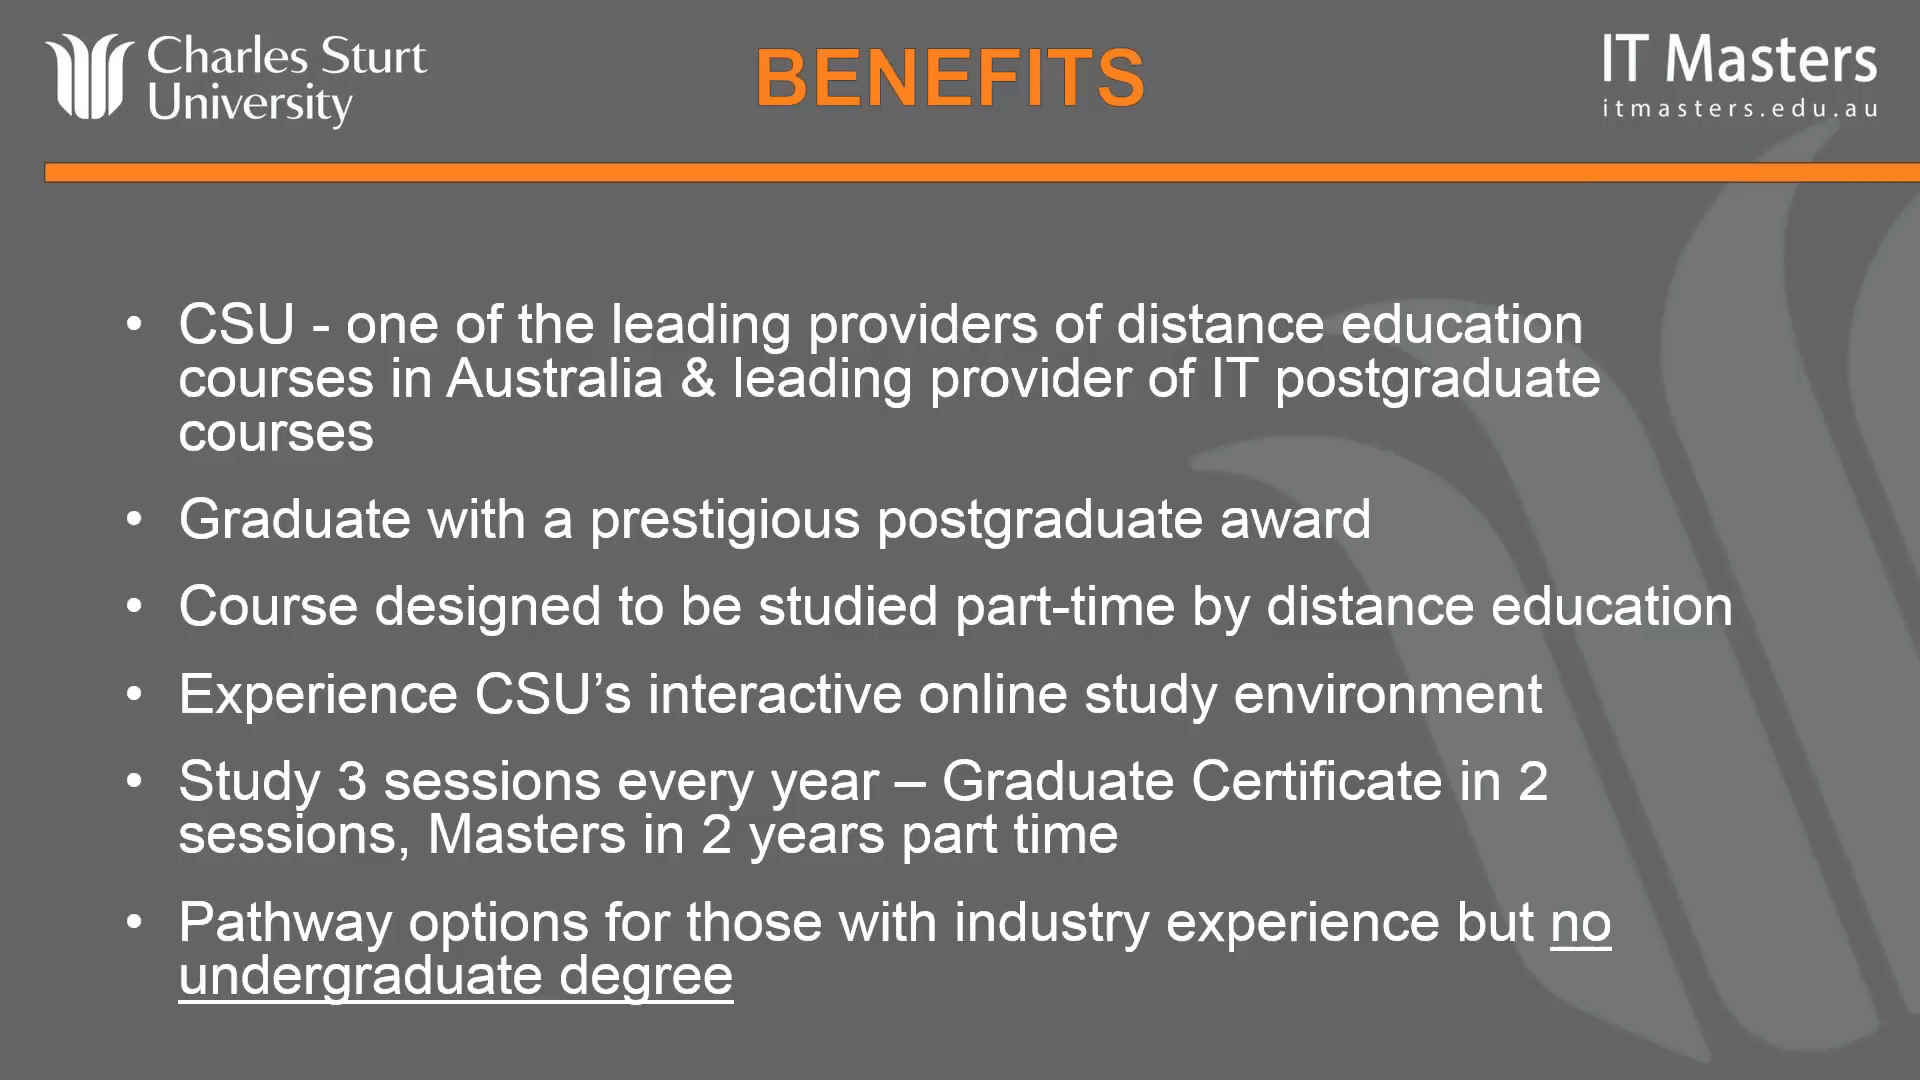 Charles Sturt
University
BENEFITS
IT Masters
itmasters.edu.au
• CSU - one of the leading providers of distance education
courses in Australia & leading provider of IT postgraduate
courses
• Graduate with a prestigious postgraduate award
• Course designed to be studied part-time by distance education
• Experience CSU’s interactive online study environment
• Study 3 sessions every year – Graduate Certificate in 2
sessions, Masters in 2 years part time
• Pathway options for those with industry experience but no
undergraduate degree